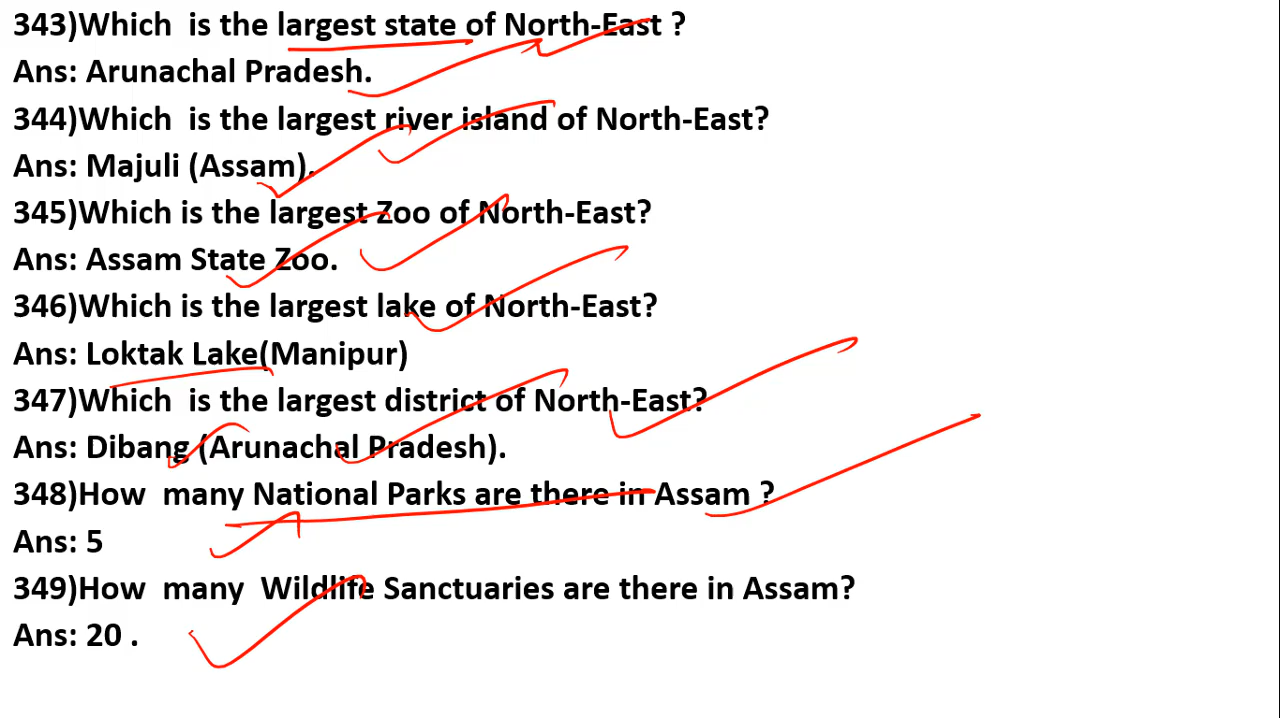 343)Which is the largest state of North-East ?
Ans: Arunachal Pradesh.
344)Which is the largest river island of North-East?
Ans: Majuli (Assam).
345)Which is the largest Zoo of North-East?
Ans: Assam State Zoo.
346)Which is the largest lake of North-East?
Ans: Loktak Lake(Manipur)
347)Which is the largest district of North-East?
Ans: Dibang (Arunachal Pradesh).
348)How many National Parks are there in Assam ?
Ans: 5
349)How many Wildlife Sanctuaries are there in Assam?
Ans: 20 .